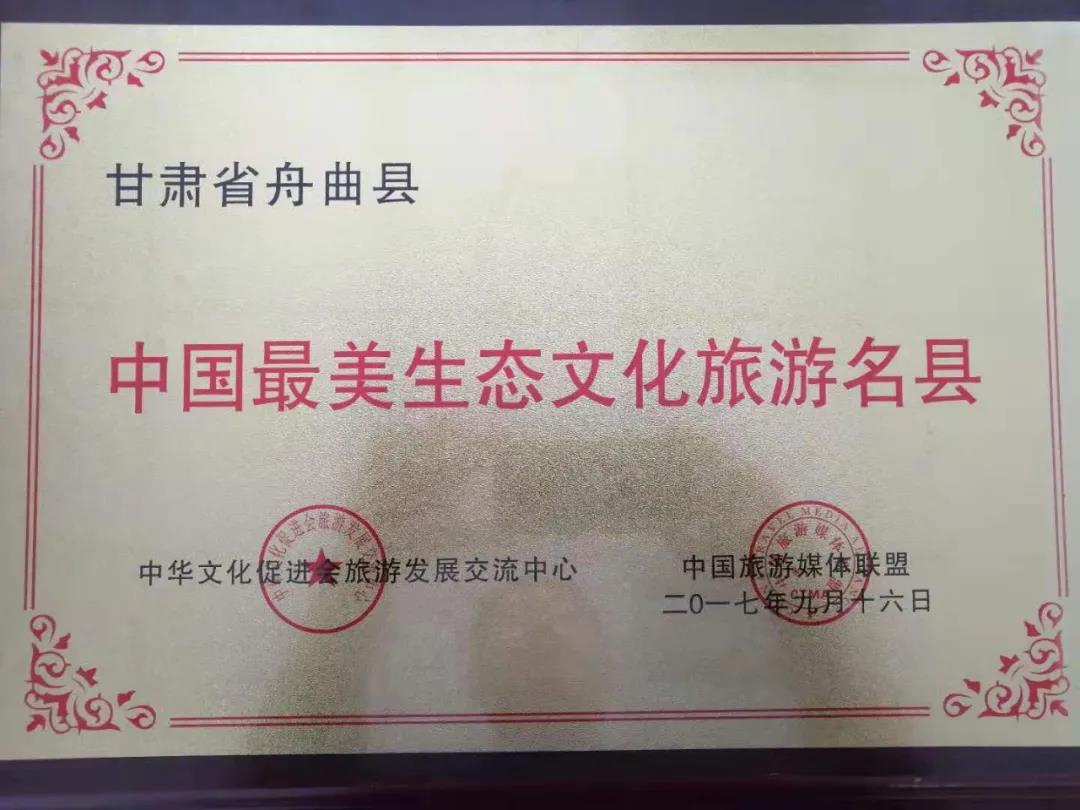 甘肃省舟曲县
中国最美生态文化旅游名县
中华文化促进会旅游发展交流中心
中国旅游媒体联盟
二0一七年九月十六日